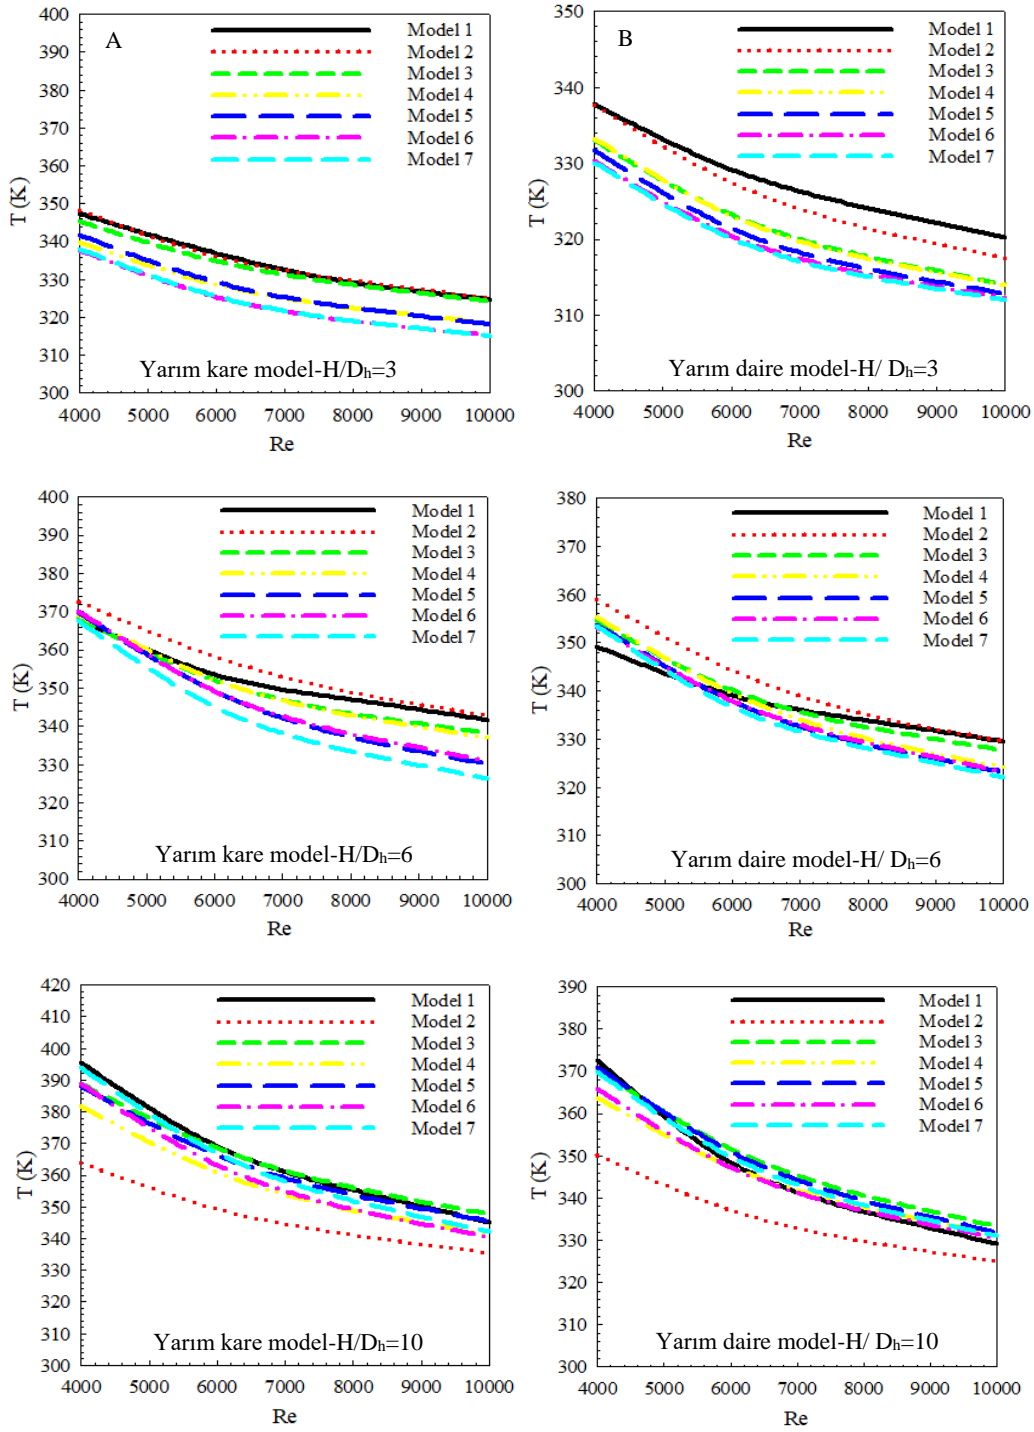 A
T (K)
400
390
380
370
360
350
340
330
320
310
300
Model 1
Model 2
Model 3
Model 4
Model 5
Model 6
Model 7
Yarım kare model-H/Dₕ=3
4000 5000 6000 7000 8000 9000 10000
Re
B
T (K)
350
340
330
320
310
300
Model 1
Model 2
Model 3
Model 4
Model 5
Model 6
Model 7
Yarım daire model-H/ Dₕ=3
4000 5000 6000 7000 8000 9000 10000
Re
T (K)
400
390
380
370
360
350
340
330
320
310
300
Model 1
Model 2
Model 3
Model 4
Model 5
Model 6
Model 7
Yarım kare model-H/Dₕ=6
4000 5000 6000 7000 8000 9000 10000
Re
T (K)
380
370
360
350
340
330
320
310
300
Model 1
Model 2
Model 3
Model 4
Model 5
Model 6
Model 7
Yarım daire model-H/ Dₕ=6
4000 5000 6000 7000 8000 9000 10000
Re
T (K)
420
410
400
390
380
370
360
350
340
330
320
310
300
Model 1
Model 2
Model 3
Model 4
Model 5
Model 6
Model 7
Yarım kare model-H/Dₕ=10
4000 5000 6000 7000 8000 9000 10000
Re
T (K)
390
380
370
360
350
340
330
320
310
300
Model 1
Model 2
Model 3
Model 4
Model 5
Model 6
Model 7
Yarım daire model-H/ Dₕ=10
4000 5000 6000 7000 8000 9000 10000
Re